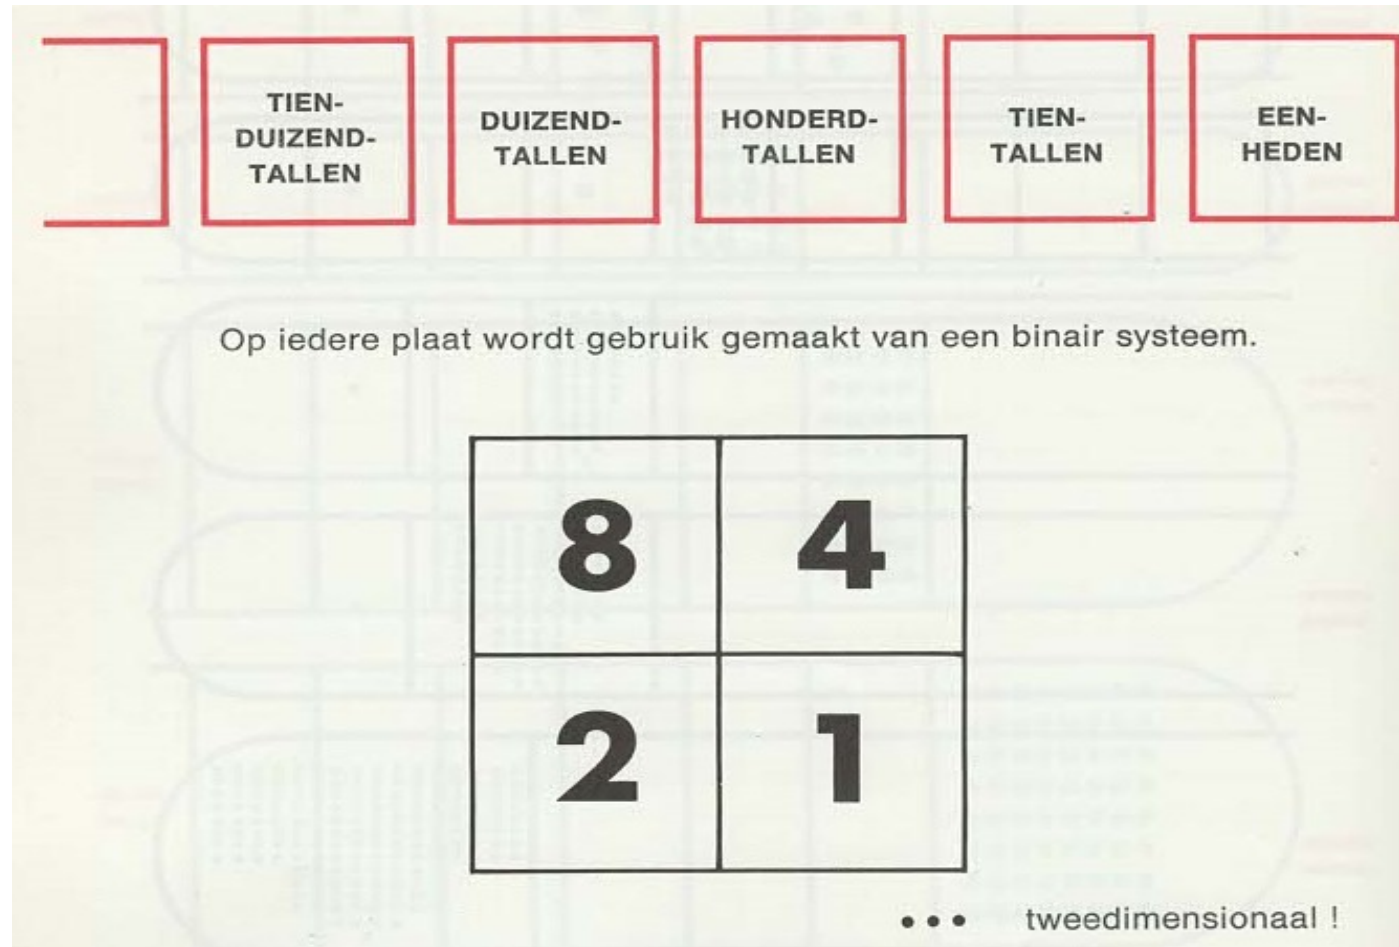 TIEN-
DUIZEND-
TALLEN
DUIZEND-
TALLEN
HONDERD-
TALLEN
TIEN-
TALLEN
EEN-
HEDEN
Op iedere plaat wordt gebruik gemaakt van een binair systeem.
8 4
2 1
••• tweedimensionaal !